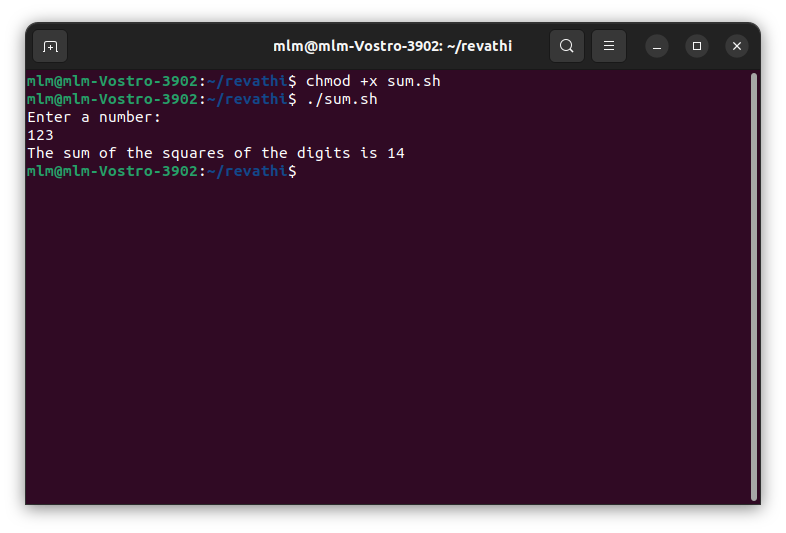 mlm@mlm-Vostro-3902: ~/revathi
mlm@mlm-Vostro-3902:~/revathi$ chmod +x sum.sh
mlm@mlm-Vostro-3902:~/revathi$ ./sum.sh
Enter a number:
123
The sum of the squares of the digits is 14
mlm@mlm-Vostro-3902:~/revathi$